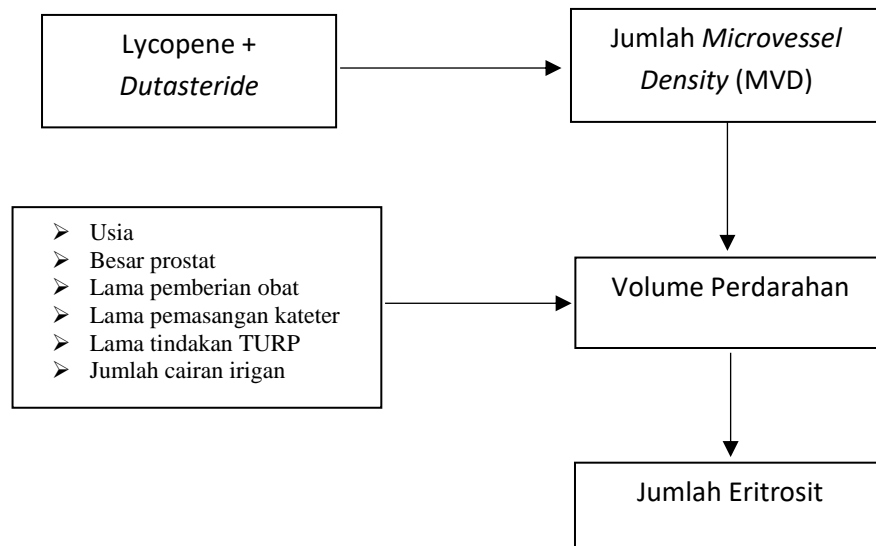 Lycopene +
Dutasteride
Jumlah Microvessel
Density (MVD)
➢ Usia
➢ Besar prostat
➢ Lama pemberian obat
➢ Lama pemasangan kateter
➢ Lama tindakan TURP
➢ Jumlah cairan irigan
Volume Perdarahan
Jumlah Eritrosit